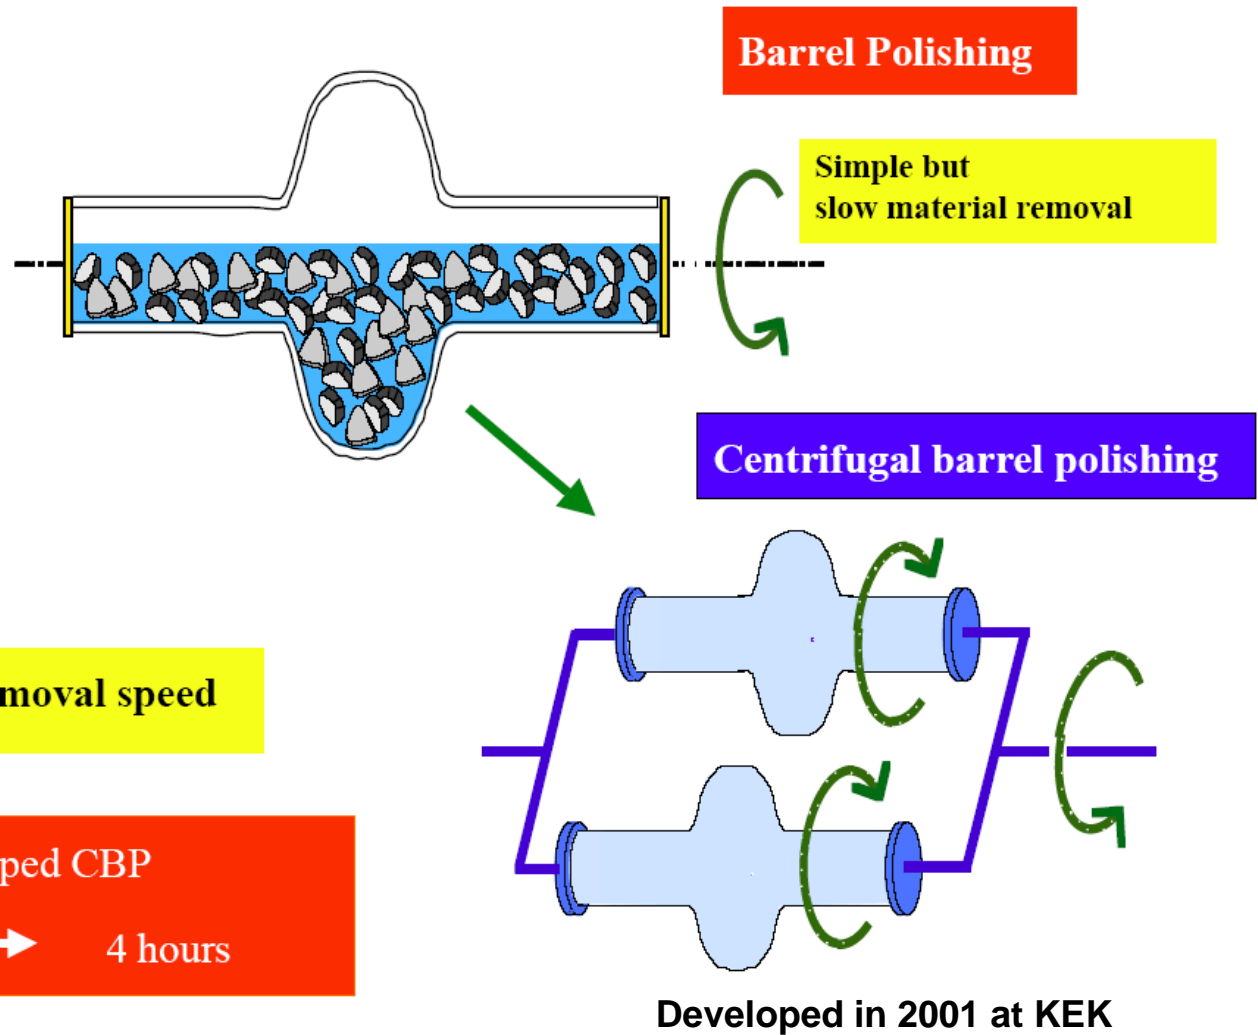 Barrel Polishing
Simple but
slow material removal
Centrifugal barrel polishing
moval speed
ped CBP
4 hours
Developed in 2001 at KEK